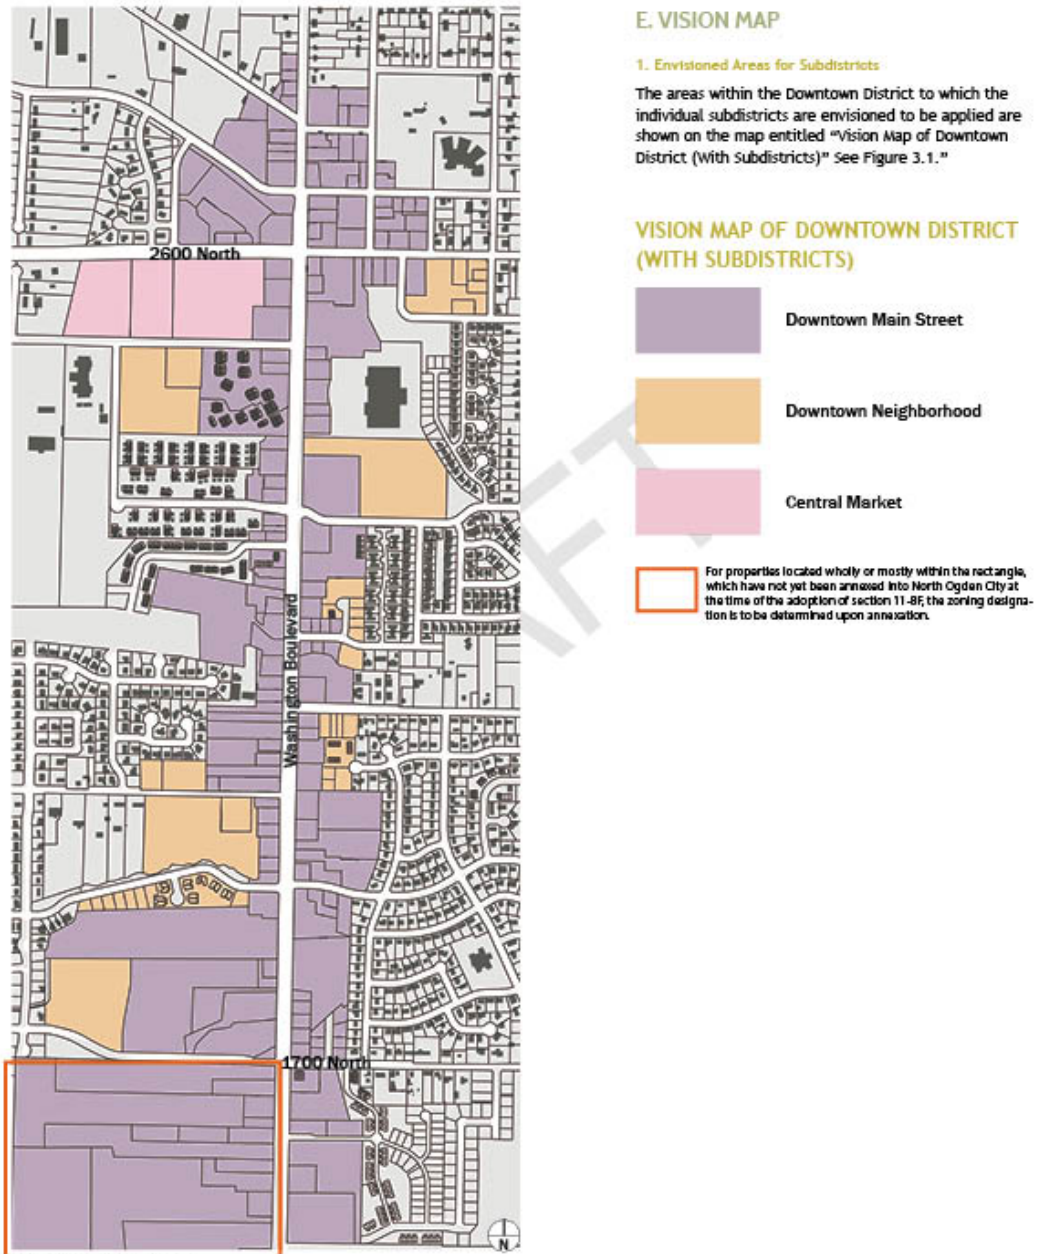 E. VISION MAP
1. Envisioned Areas for Subdistricts
The areas within the Downtown District to which the
individual subdistricts are envisioned to be applied are
shown on the map entitled “Vision Map of Downtown
District (With Subdistricts)” See Figure 3.1.”
VISION MAP OF DOWNTOWN DISTRICT
(WITH SUBDISTRICTS)
Downtown Main Street
Downtown Neighborhood
Central Market
For properties located wholly or mostly within the rectangle,
which have not yet been annexed into North Ogden City at
the time of the adoption of section 11-8F, the zoning designa-
tion is to be determined upon annexation.
2600 North
Washington Boulevard
1700 North
N
AFT